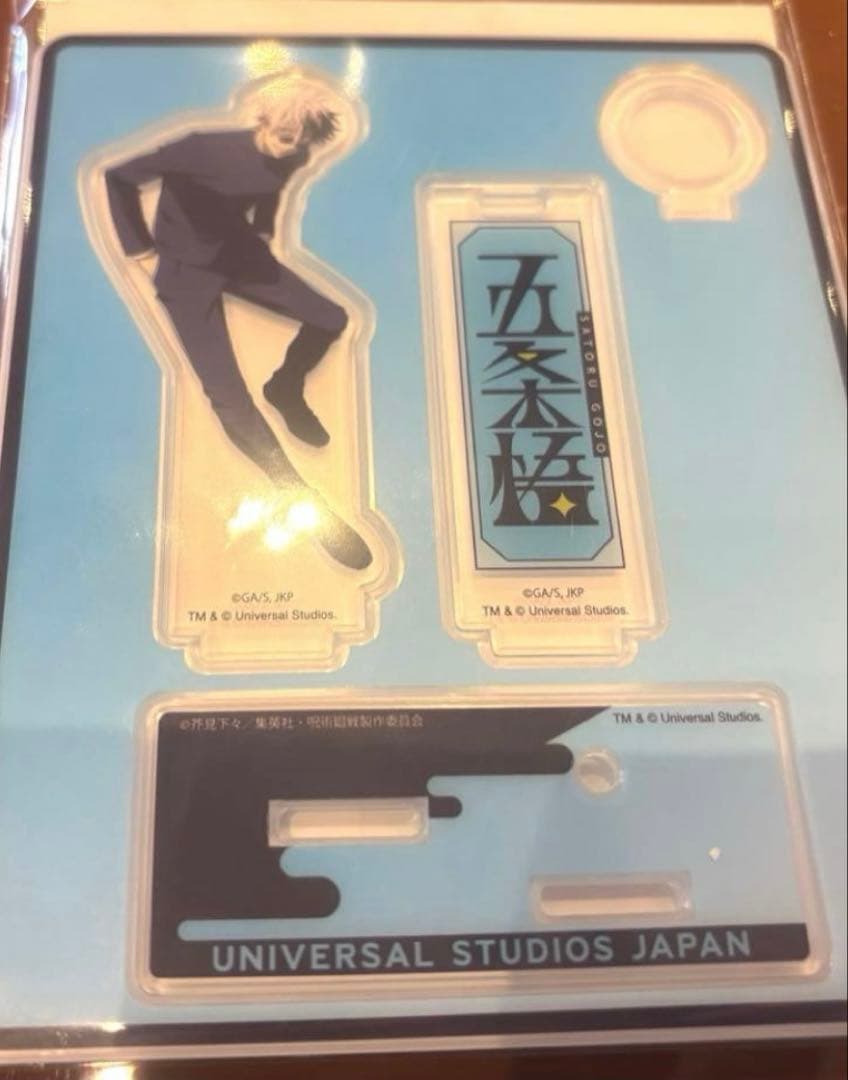 五条悟
SATORU GOJO
©GA/S, JKP
TM & © Universal Studios.
©GA/S, JKP
TM & © Universal Studios.
©芥見下々／集英社・呪術廻戦製作委員会
TM & © Universal Studios.
UNIVERSAL STUDIOS JAPAN